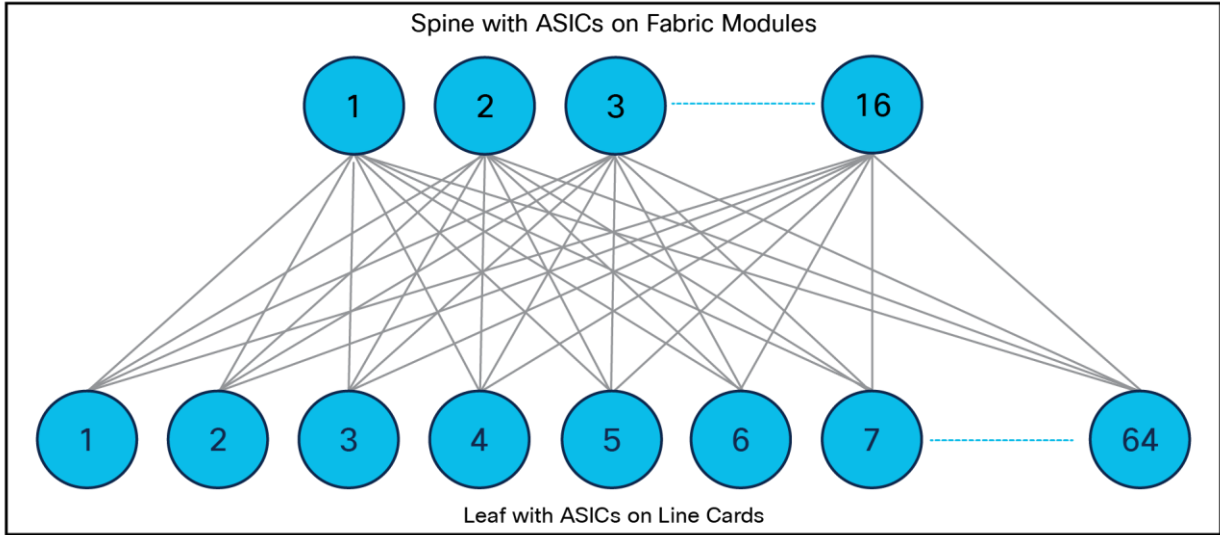 Spine with ASICs on Fabric Modules
1 2 3 16
1 2 3 4 5 6 7 64
Leaf with ASICs on Line Cards